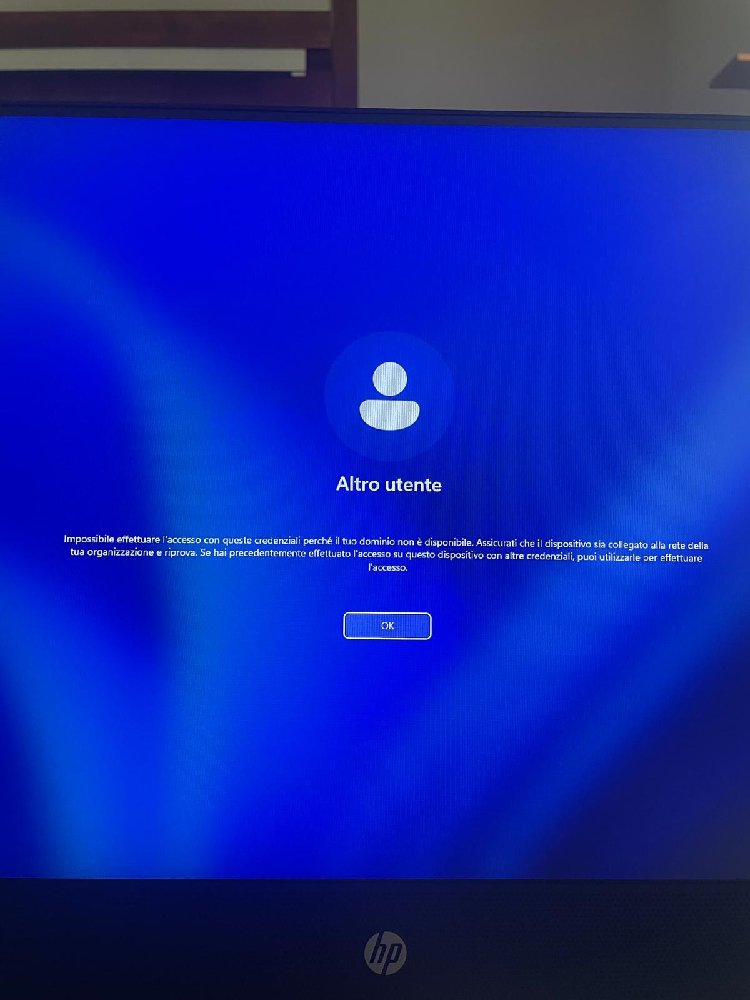 Altro utente
Impossibile effettuare l'accesso con queste credenziali perché il tuo dominio non è disponibile. Assicurati che il dispositivo sia collegato alla rete della
tua organizzazione e riprova. Se hai precedentemente effettuato l'accesso su questo dispositivo con altre credenziali, puoi utilizzarle per effettuare
l'accesso.
OK
hp